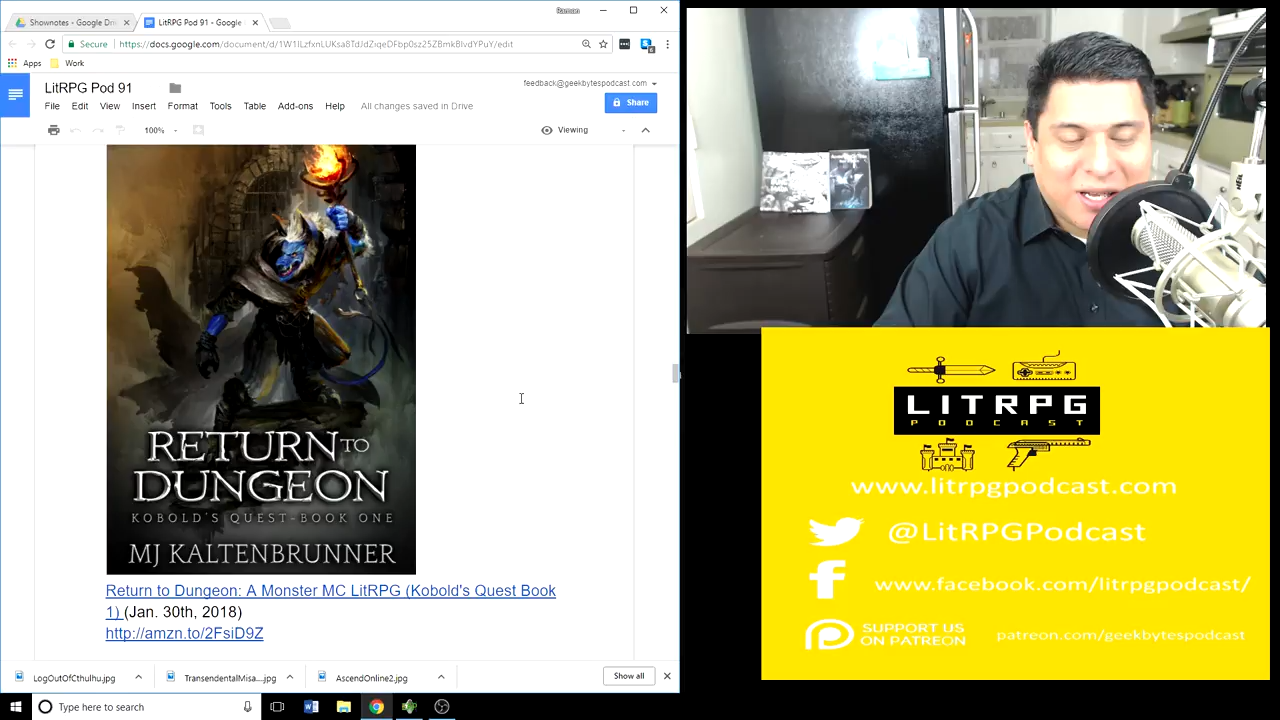 Ramon
Shownotes - Google Dri
LitRPG Pod 91 - Google
Secure
https://docs.google.com/document/d/1W1ILzfxnLUKsa8TdJdZiqeDFbp0sz25ZBmk8lvdYPuY/edit
Apps
Work
LitRPG Pod 91
feedback@geekbytespodcast.com
File Edit View Insert Format Tools Table Add-ons Help All changes saved in Drive
Share
100%
Viewing
RETURN TO
DUNGEON
KOBOLD'S QUEST-BOOK ONE
MJ KALTENBRUNNER
Return to Dungeon: A Monster MC LitRPG (Kobold's Quest Book
1) (Jan. 30th, 2018)
http://amzn.to/2FsiD9Z
LogOutOfCthulhu.jpg
TransendentalMisa....jpg
AscendOnline2.jpg
Show all
Type here to search
LITRPG
PODCAST
www.litrpgpodcast.com
@LitRPGPodcast
www.facebook.com/litrpgpodcast/
SUPPORT US
ON PATREON
patreon.com/geekbytespodcast